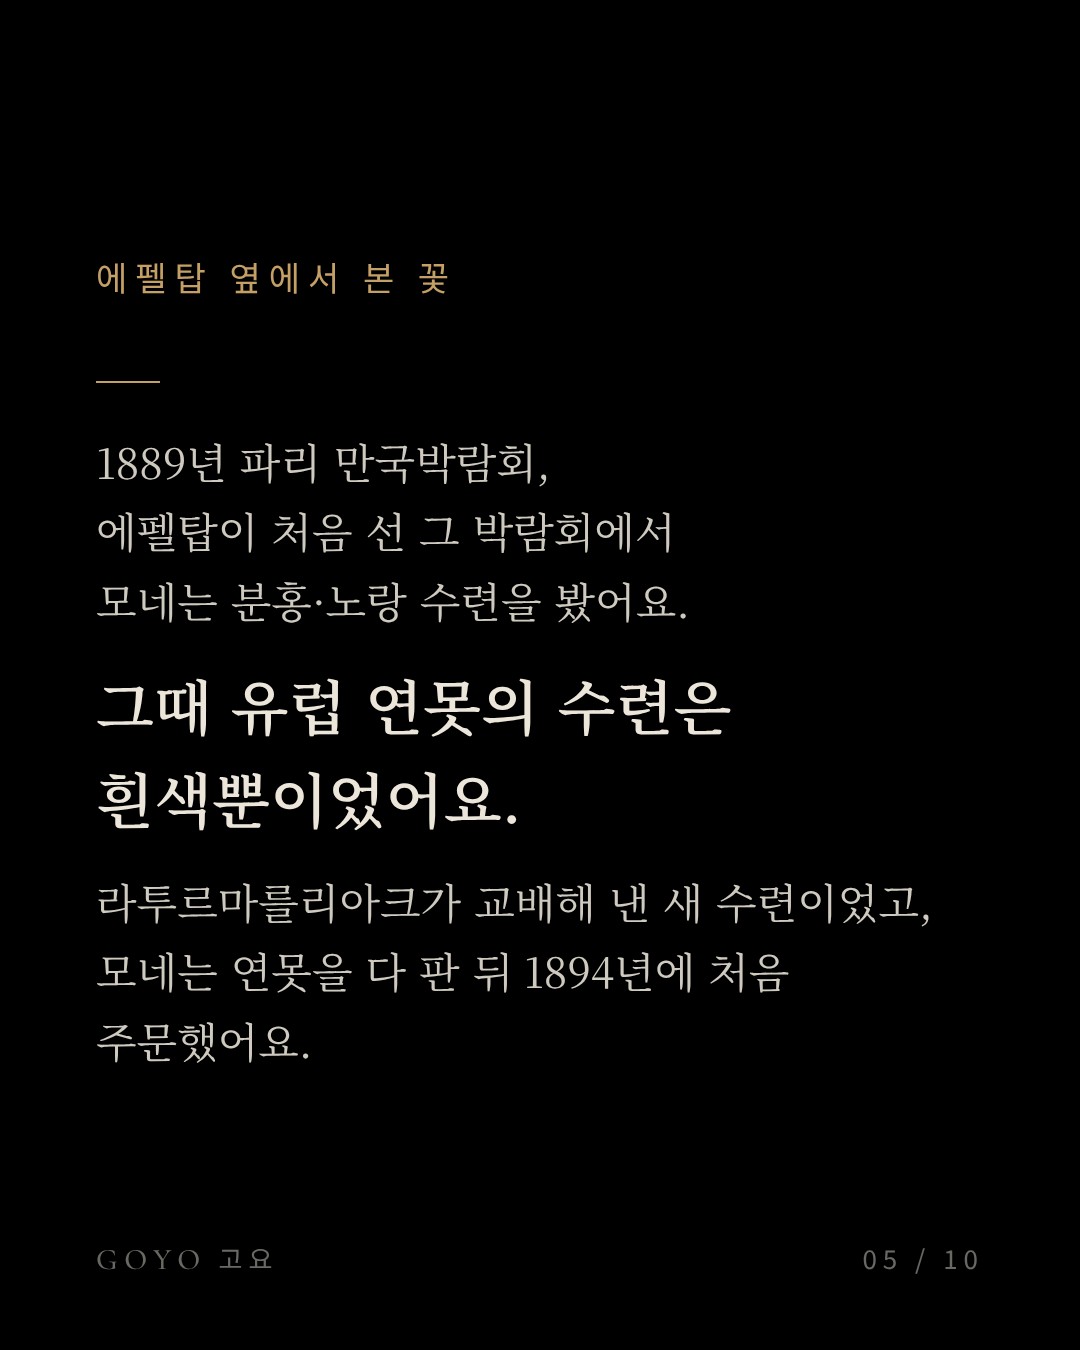 에펠탑 옆에서 본 꽃
1889년 파리 만국박람회,
에펠탑이 처음 선 그 박람회에서
모네는 분홍·노랑 수련을 봤어요.
그때 유럽 연못의 수련은
흰색뿐이었어요.
라투르마를리아크가 교배해 낸 새 수련이었고,
모네는 연못을 다 판 뒤 1894년에 처음
주문했어요.
GOYO 고요
05 / 10